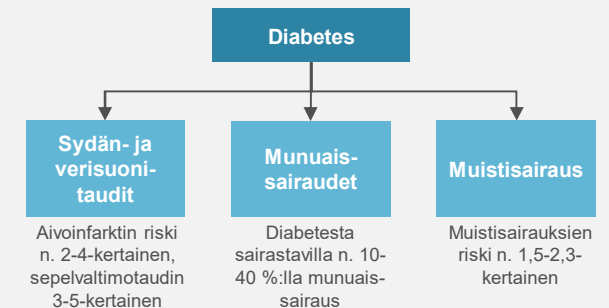 Diabetes
Sydän- ja
verisuoni-
taudit
Aivoinfarktin riski
n. 2-4-kertainen,
sepelvaltimotaudin
3-5-kertainen
Munuais-
sairaudet
Diabetesta
sairastavilla n. 10-
40 %:lla munuais-
sairaus
Muistisairaus
Muistisairauksien
riski n. 1,5-2,3-
kertainen